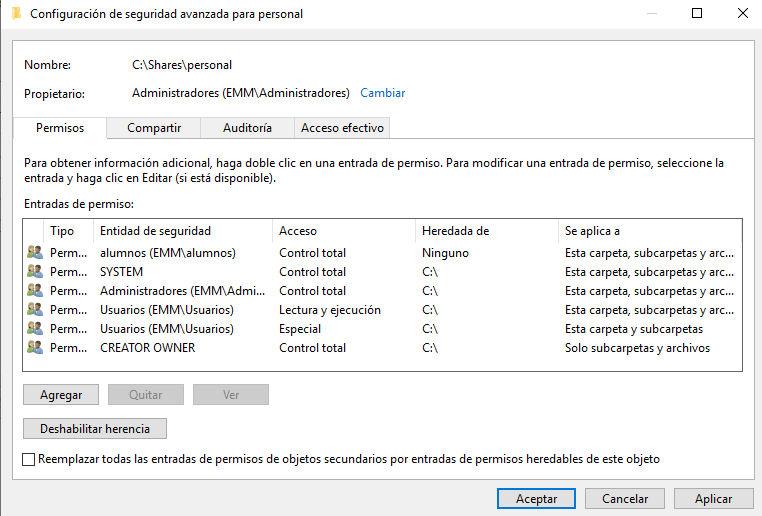 Configuración de seguridad avanzada para personal
Nombre: C:\Shares\personal
Propietario: Administradores (EMM\Administradores) Cambiar
Permisos Compartir Auditoría Acceso efectivo
Para obtener información adicional, haga doble clic en una entrada de permiso. Para modificar una entrada de permiso, seleccione la
entrada y haga clic en Editar (si está disponible).
Entradas de permiso:
Tipo Entidad de seguridad Acceso Heredada de Se aplica a
Perm... alumnos (EMM\alumnos) Control total Ninguno Esta carpeta, subcarpetas y arc...
Perm... SYSTEM Control total C:\ Esta carpeta, subcarpetas y arc...
Perm... Administradores (EMM\Admi... Control total C:\ Esta carpeta, subcarpetas y arc...
Perm... Usuarios (EMM\Usuarios) Lectura y ejecución C:\ Esta carpeta, subcarpetas y arc...
Perm... Usuarios (EMM\Usuarios) Especial C:\ Esta carpeta y subcarpetas
Perm... CREATOR OWNER Control total C:\ Solo subcarpetas y archivos
Agregar Quitar Ver
Deshabilitar herencia
Reemplazar todas las entradas de permisos de objetos secundarios por entradas de permisos heredables de este objeto
Aceptar Cancelar Aplicar